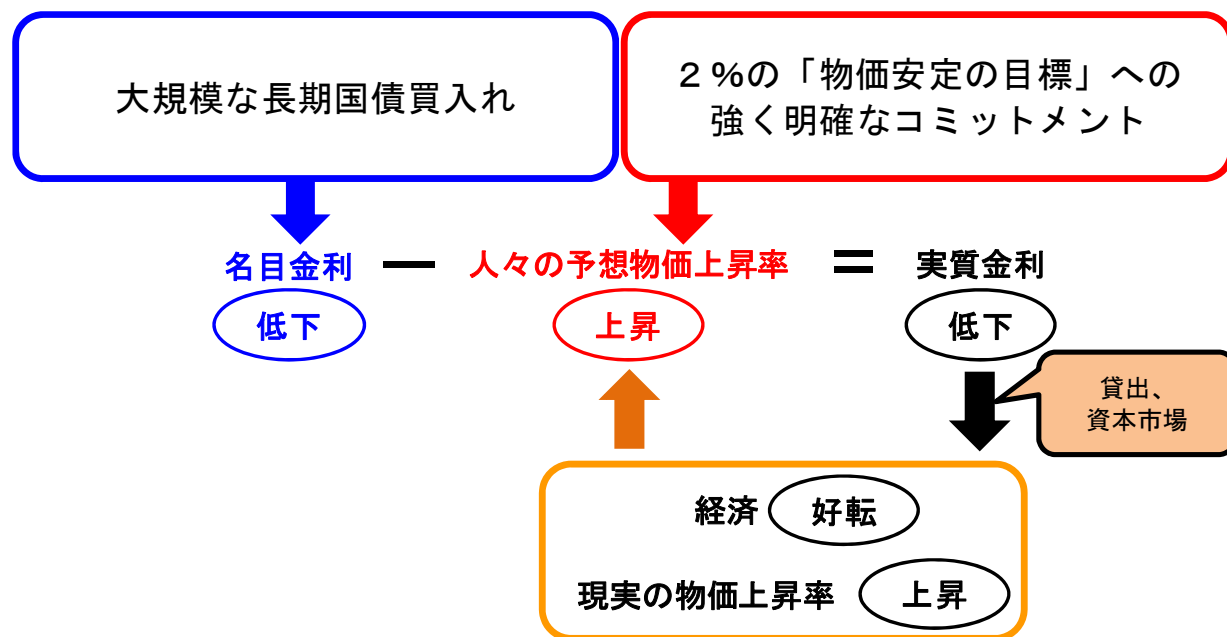 大規模な長期国債買入れ
２%の「物価安定の目標」への
強く明確なコミットメント
名目金利 － 人々の予想物価上昇率 ＝ 実質金利
低下 上昇 低下
貸出、
資本市場
経済 好転
現実の物価上昇率 上昇